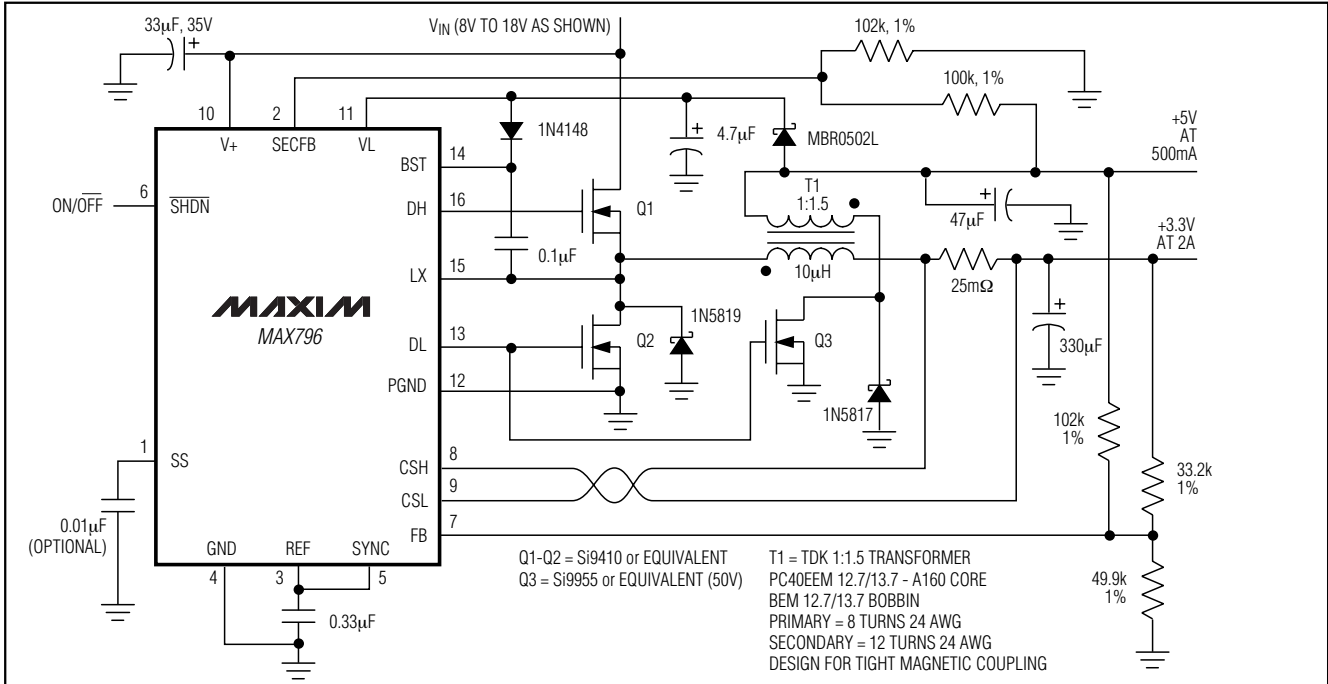 33μF, 35V
+
VIN (8V TO 18V AS SHOWN)
102k, 1%
100k, 1%
+5V
AT
500mA
10
2
11
V+
SECFB
VL
1N4148
+
4.7μF
MBR0502L
BST
14
6
ON/OFF
SHDN
DH
16
Q1
T1
1:1.5
+
47μF
+3.3V
AT 2A
0.1μF
LX
15
10μH
25mΩ
MAXIM
MAX796
1N5819
DL
13
Q2
Q3
+
330μF
PGND
12
1N5817
102k
1%
1
SS
CSH
8
CSL
9
33.2k
1%
0.01μF
(OPTIONAL)
FB
7
GND
REF
SYNC
4
3
5
0.33μF
Q1-Q2 = Si9410 or EQUIVALENT
Q3 = Si9955 or EQUIVALENT (50V)
T1 = TDK 1:1.5 TRANSFORMER
PC40EEM 12.7/13.7 - A160 CORE
BEM 12.7/13.7 BOBBIN
PRIMARY = 8 TURNS 24 AWG
SECONDARY = 12 TURNS 24 AWG
DESIGN FOR TIGHT MAGNETIC COUPLING
49.9k
1%